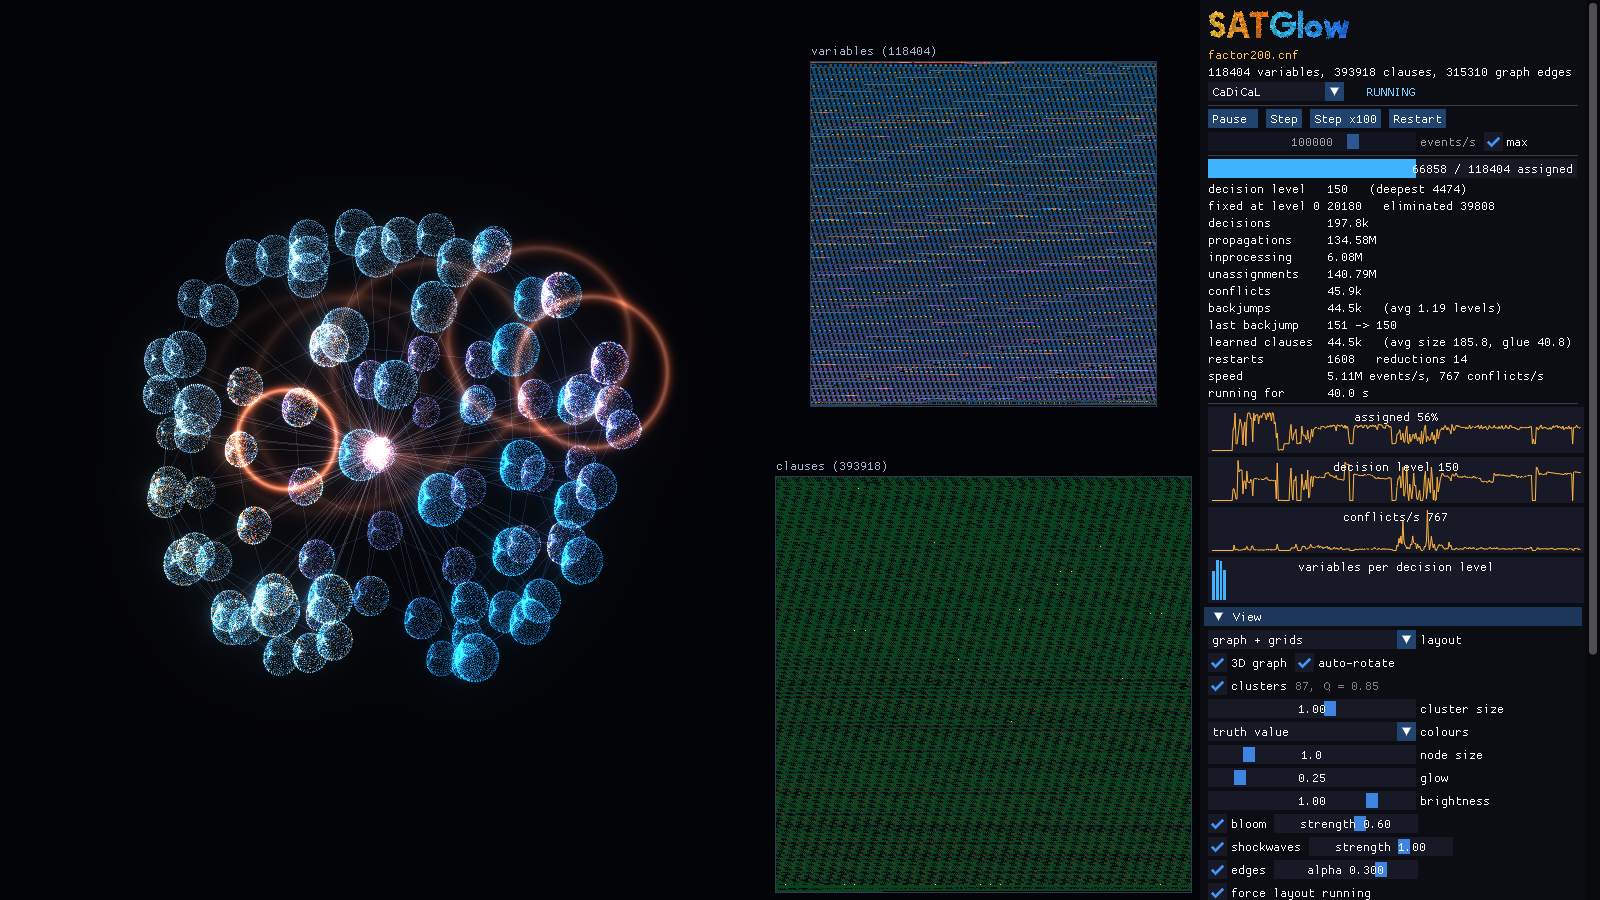 variables (118404)
clauses (393918)
SATGlow
factor200.cnf
118404 variables, 393918 clauses, 315310 graph edges
CaDiCaL RUNNING
Pause Step Step x100 Restart
100000 events/s max
66858 / 118404 assigned
decision level 150 (deepest 4474)
fixed at level 0 20180 eliminated 39808
decisions 197.8k
propagations 134.58M
inprocessing 6.08M
unassignments 140.79M
conflicts 45.9k
backjumps 44.5k (avg 1.19 levels)
last backjump 151 -> 150
learned clauses 44.5k (avg size 185.8, glue 40.8)
restarts 1608 reductions 14
speed 5.11M events/s, 767 conflicts/s
running for 40.0 s
assigned 56%
decision level 150
conflicts/s 767
variables per decision level
View
graph + grids layout
3D graph auto-rotate
clusters 87, Q = 0.85
1.00 cluster size
truth value colours
1.0 node size
0.25 glow
1.00 brightness
bloom strength 0.60
shockwaves strength 1.00
edges alpha 0.300
force layout running